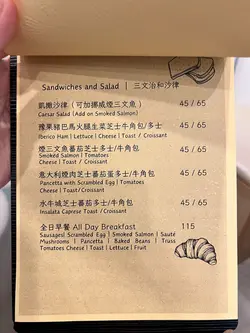 Sandwiches and Salad | 三文治和沙律
凱撒沙律（可加挪威煙三文魚） 45 / 65
Caesar Salad (Add on Smoked Salmon)
豫果豬巴馬火腿生菜芝士牛角包/多士 45 / 65
Iberico Ham | Lettuce | Cheese | Toast / Croissant
煙三文魚蕃茄芝士多士/牛角包 45 / 65
Smoked Salmon | Tomatoes
Cheese | Toast / Croissant
意大利煙肉芝士蕃茄蛋多士/牛角包 45 / 65
Pancetta with Scrambled Egg | Tomatoes
Cheese | Toast/Croissant
水牛城芝士蕃茄多士/牛角包 45 / 65
Insalata Caprese Toast / Croissant
全日早餐 All Day Breakfast 115
Sausages| Scrambled Egg | Smoked Salmon | Sauté
Mushrooms | Pancetta | Baked Beans | Truss
Tomatoes Cheese | Toast | Lettuce | Fruit